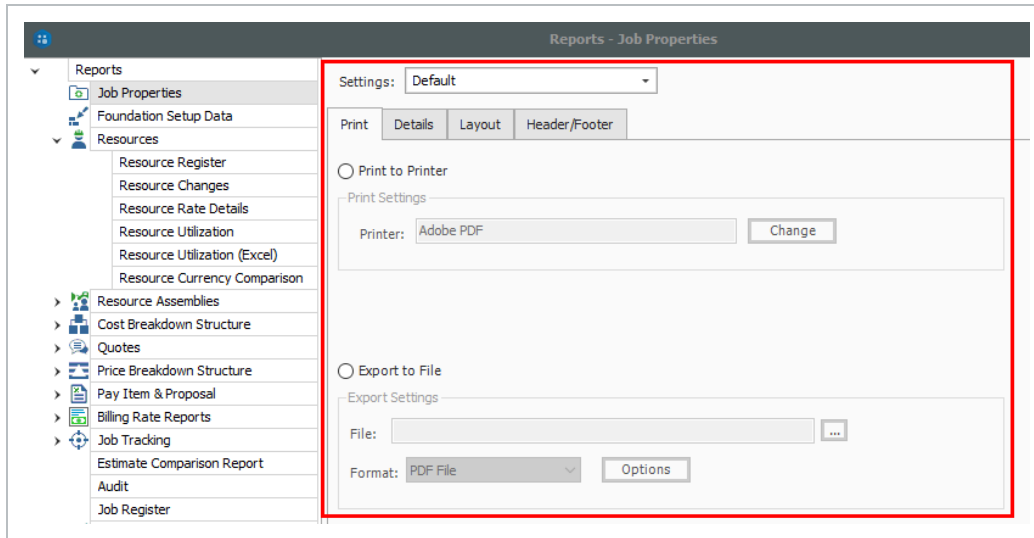 Reports - Job Properties
Reports
Job Properties
Foundation Setup Data
Resources
Resource Register
Resource Changes
Resource Rate Details
Resource Utilization
Resource Utilization (Excel)
Resource Currency Comparison
Resource Assemblies
Cost Breakdown Structure
Quotes
Price Breakdown Structure
Pay Item & Proposal
Billing Rate Reports
Job Tracking
Estimate Comparison Report
Audit
Job Register
Settings: Default
Print Details Layout Header/Footer
Print to Printer
Print Settings
Printer: Adobe PDF Change
Export to File
Export Settings
File: ...
Format: PDF File Options